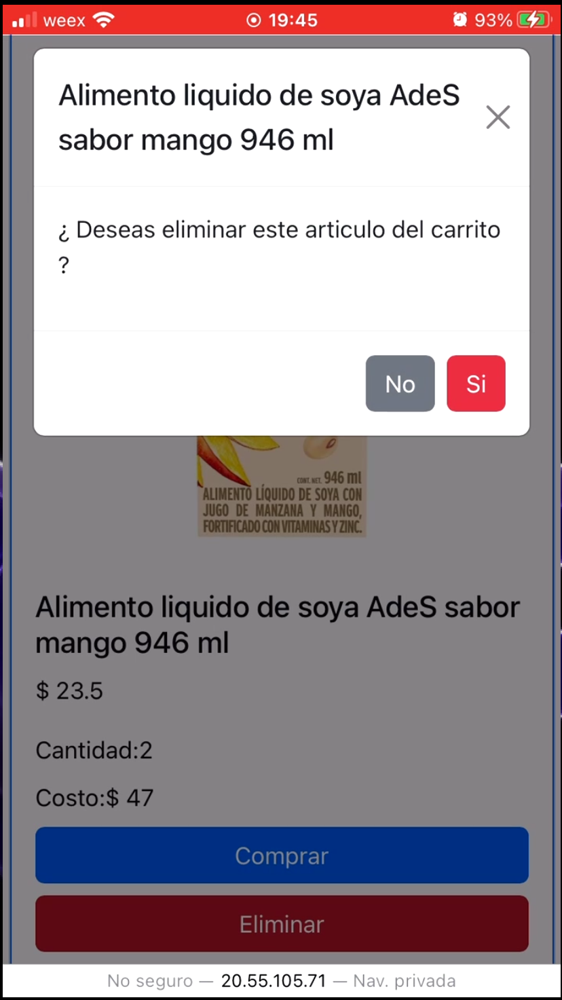 weex 19:45 93%
Alimento liquido de soya AdeS
sabor mango 946 ml
¿ Deseas eliminar este articulo del carrito
?
No Si
CONT. NET. 946 ml
ALIMENTO LÍQUIDO DE SOYA CON
JUGO DE MANZANA Y MANGO,
FORTIFICADO CON VITAMINAS Y ZINC.
Alimento liquido de soya AdeS sabor
mango 946 ml
$ 23.5
Cantidad:2
Costo:$ 47
Comprar
Eliminar
No seguro — 20.55.105.71 — Nav. privada